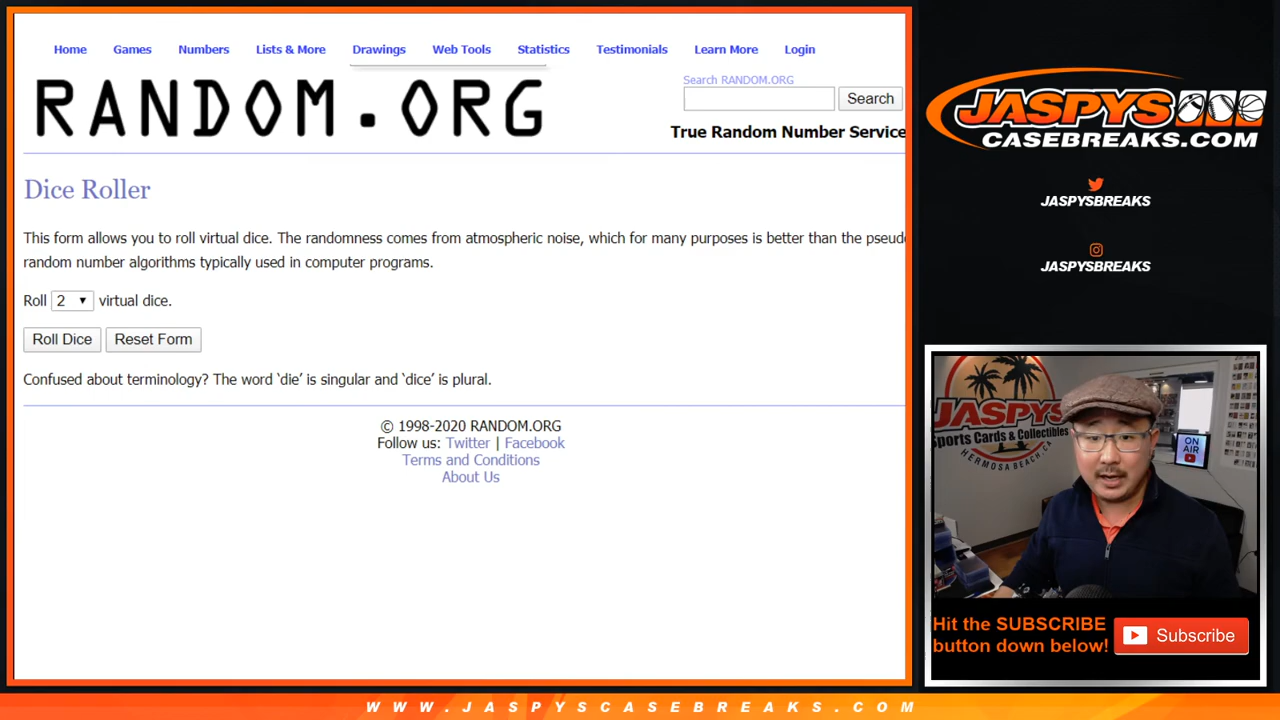 Home Games Numbers Lists & More Drawings Web Tools Statistics Testimonials Learn More Login
RANDOM.ORG
Search RANDOM.ORG
Search
True Random Number Service
Dice Roller
This form allows you to roll virtual dice. The randomness comes from atmospheric noise, which for many purposes is better than the pseudo
random number algorithms typically used in computer programs.
Roll 2 virtual dice.
Roll Dice Reset Form
Confused about terminology? The word ‘die’ is singular and ‘dice’ is plural.
© 1998-2020 RANDOM.ORG
Follow us: Twitter | Facebook
Terms and Conditions
About Us
JASPYS
CASEBREAKS.COM
JASPYSBREAKS
JASPYSBREAKS
JASPYS
Sports Cards & Collectibles
HERMOSA BEACH, CA
ON
AIR
Hit the SUBSCRIBE
button down below!
Subscribe
WWW.JASPYSCASEBREAKS.COM